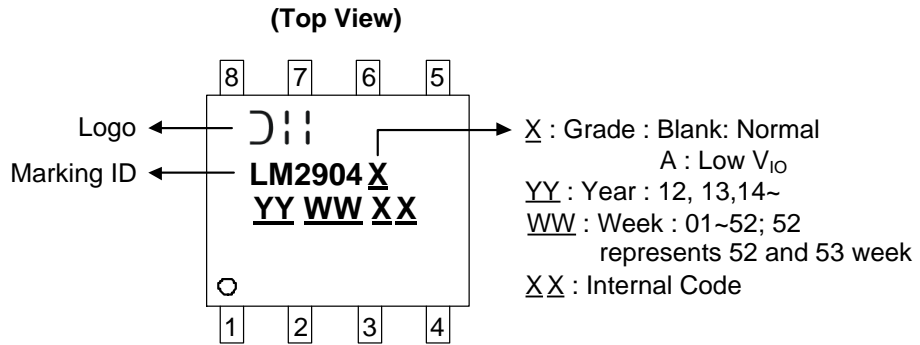 (Top View)
8 7 6 5
Logo
Marking ID
LM2904 X
YY WW XX
X : Grade : Blank: Normal
A : Low VIO
YY : Year : 12, 13,14~
WW : Week : 01~52; 52
represents 52 and 53 week
XX : Internal Code
1 2 3 4